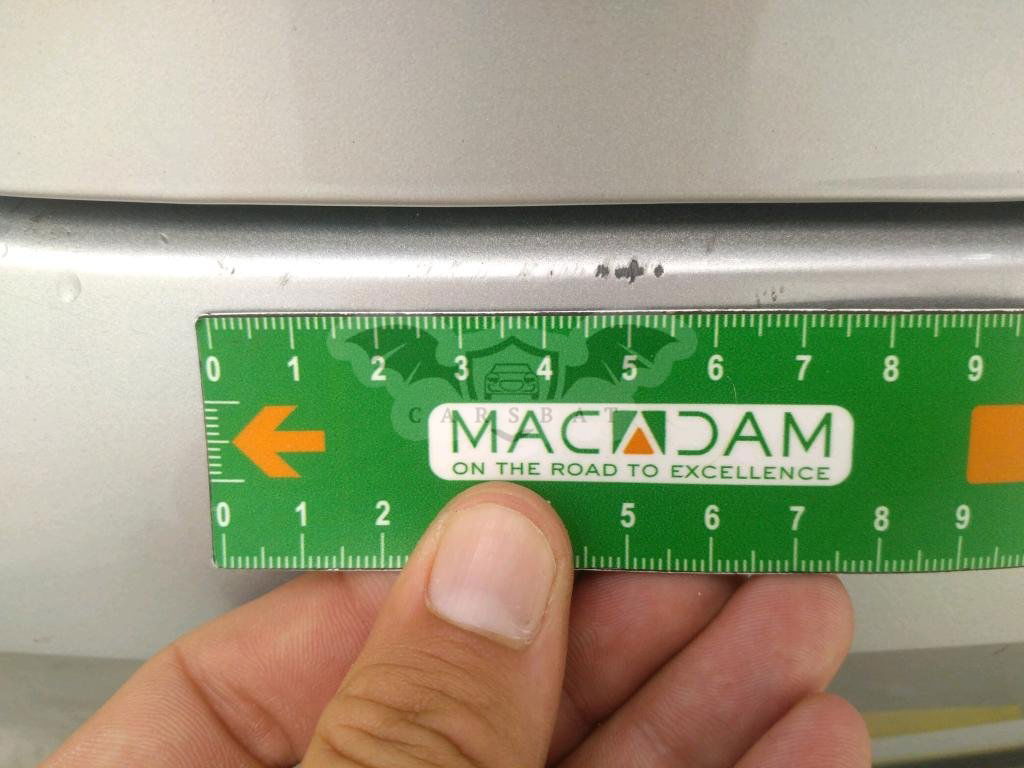 0 1 2 3 4 5 6 7 8 9
CARSBAT
MACADAM
ON THE ROAD TO EXCELLENCE
0 1 2 5 6 7 8 9